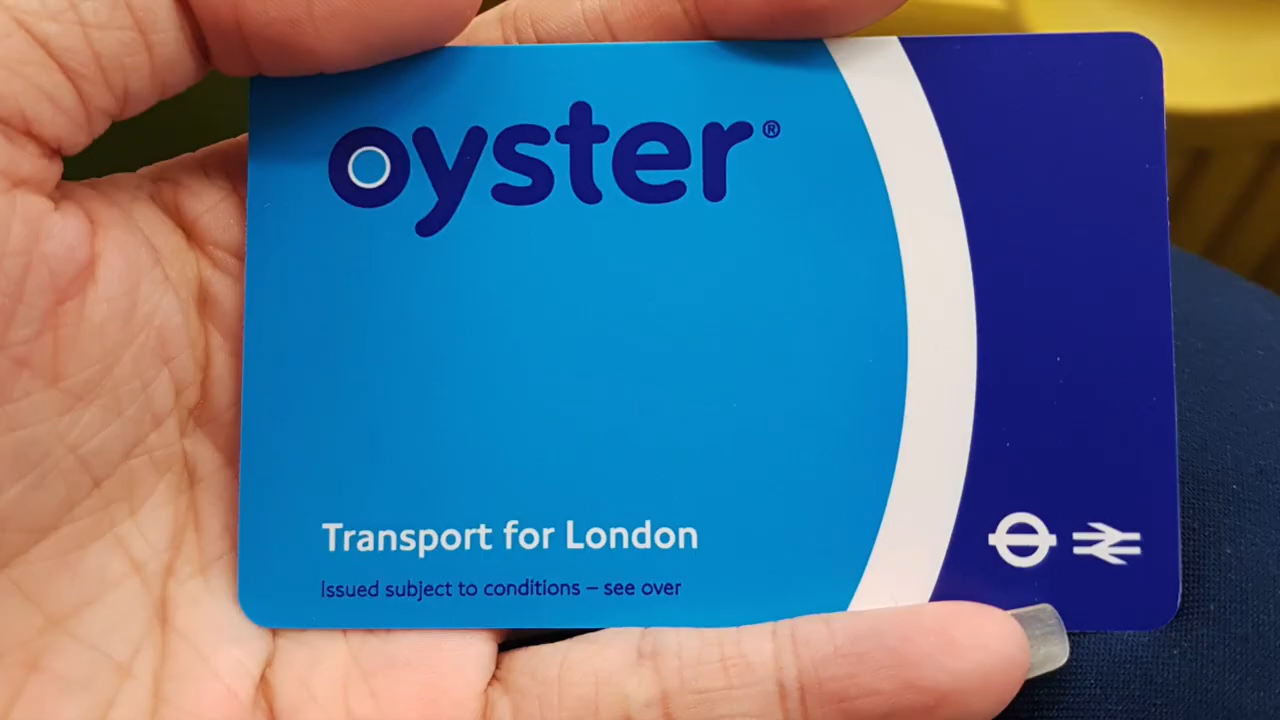 oyster®
Transport for London
Issued subject to conditions – see over